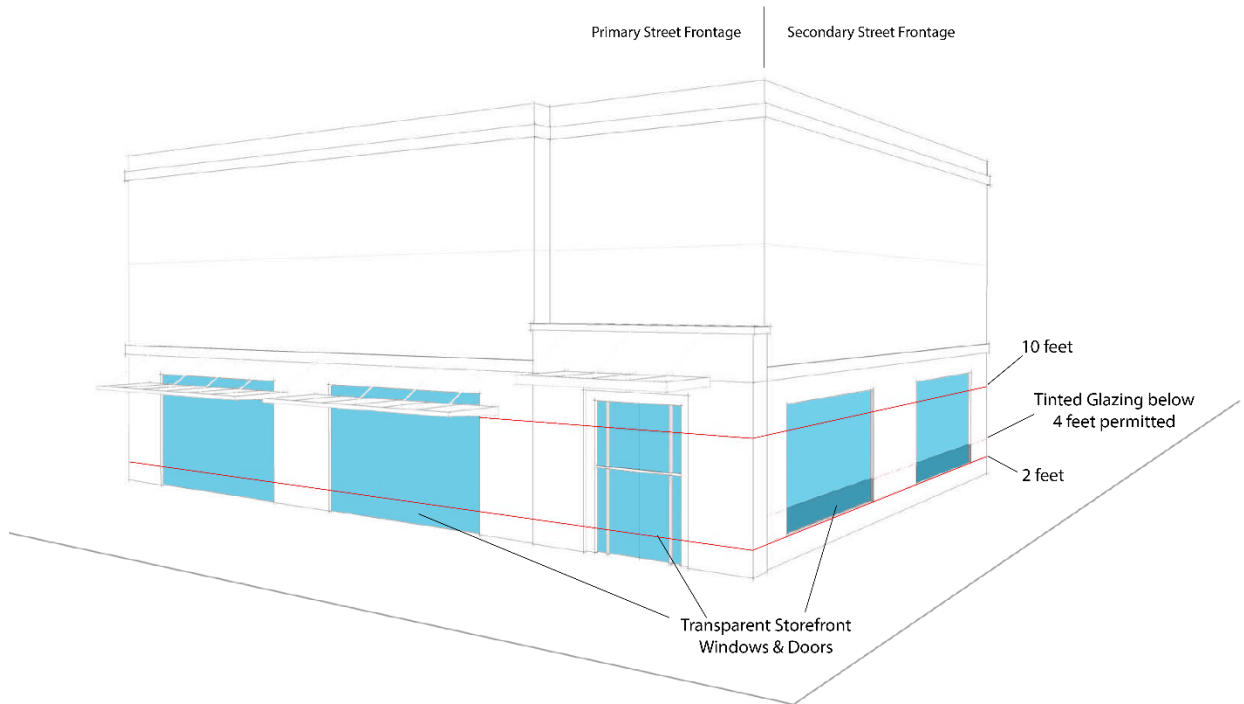 Primary Street Frontage
Secondary Street Frontage
10 feet
Tinted Glazing below
4 feet permitted
2 feet
Transparent Storefront
Windows & Doors